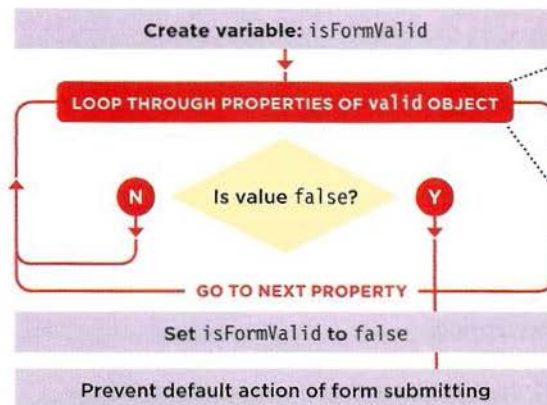 Create variable: isFormValid
LOOP THROUGH PROPERTIES OF valid OBJECT
N
Is value false?
Y
GO TO NEXT PROPERTY
Set isFormValid to false
Prevent default action of form submitting